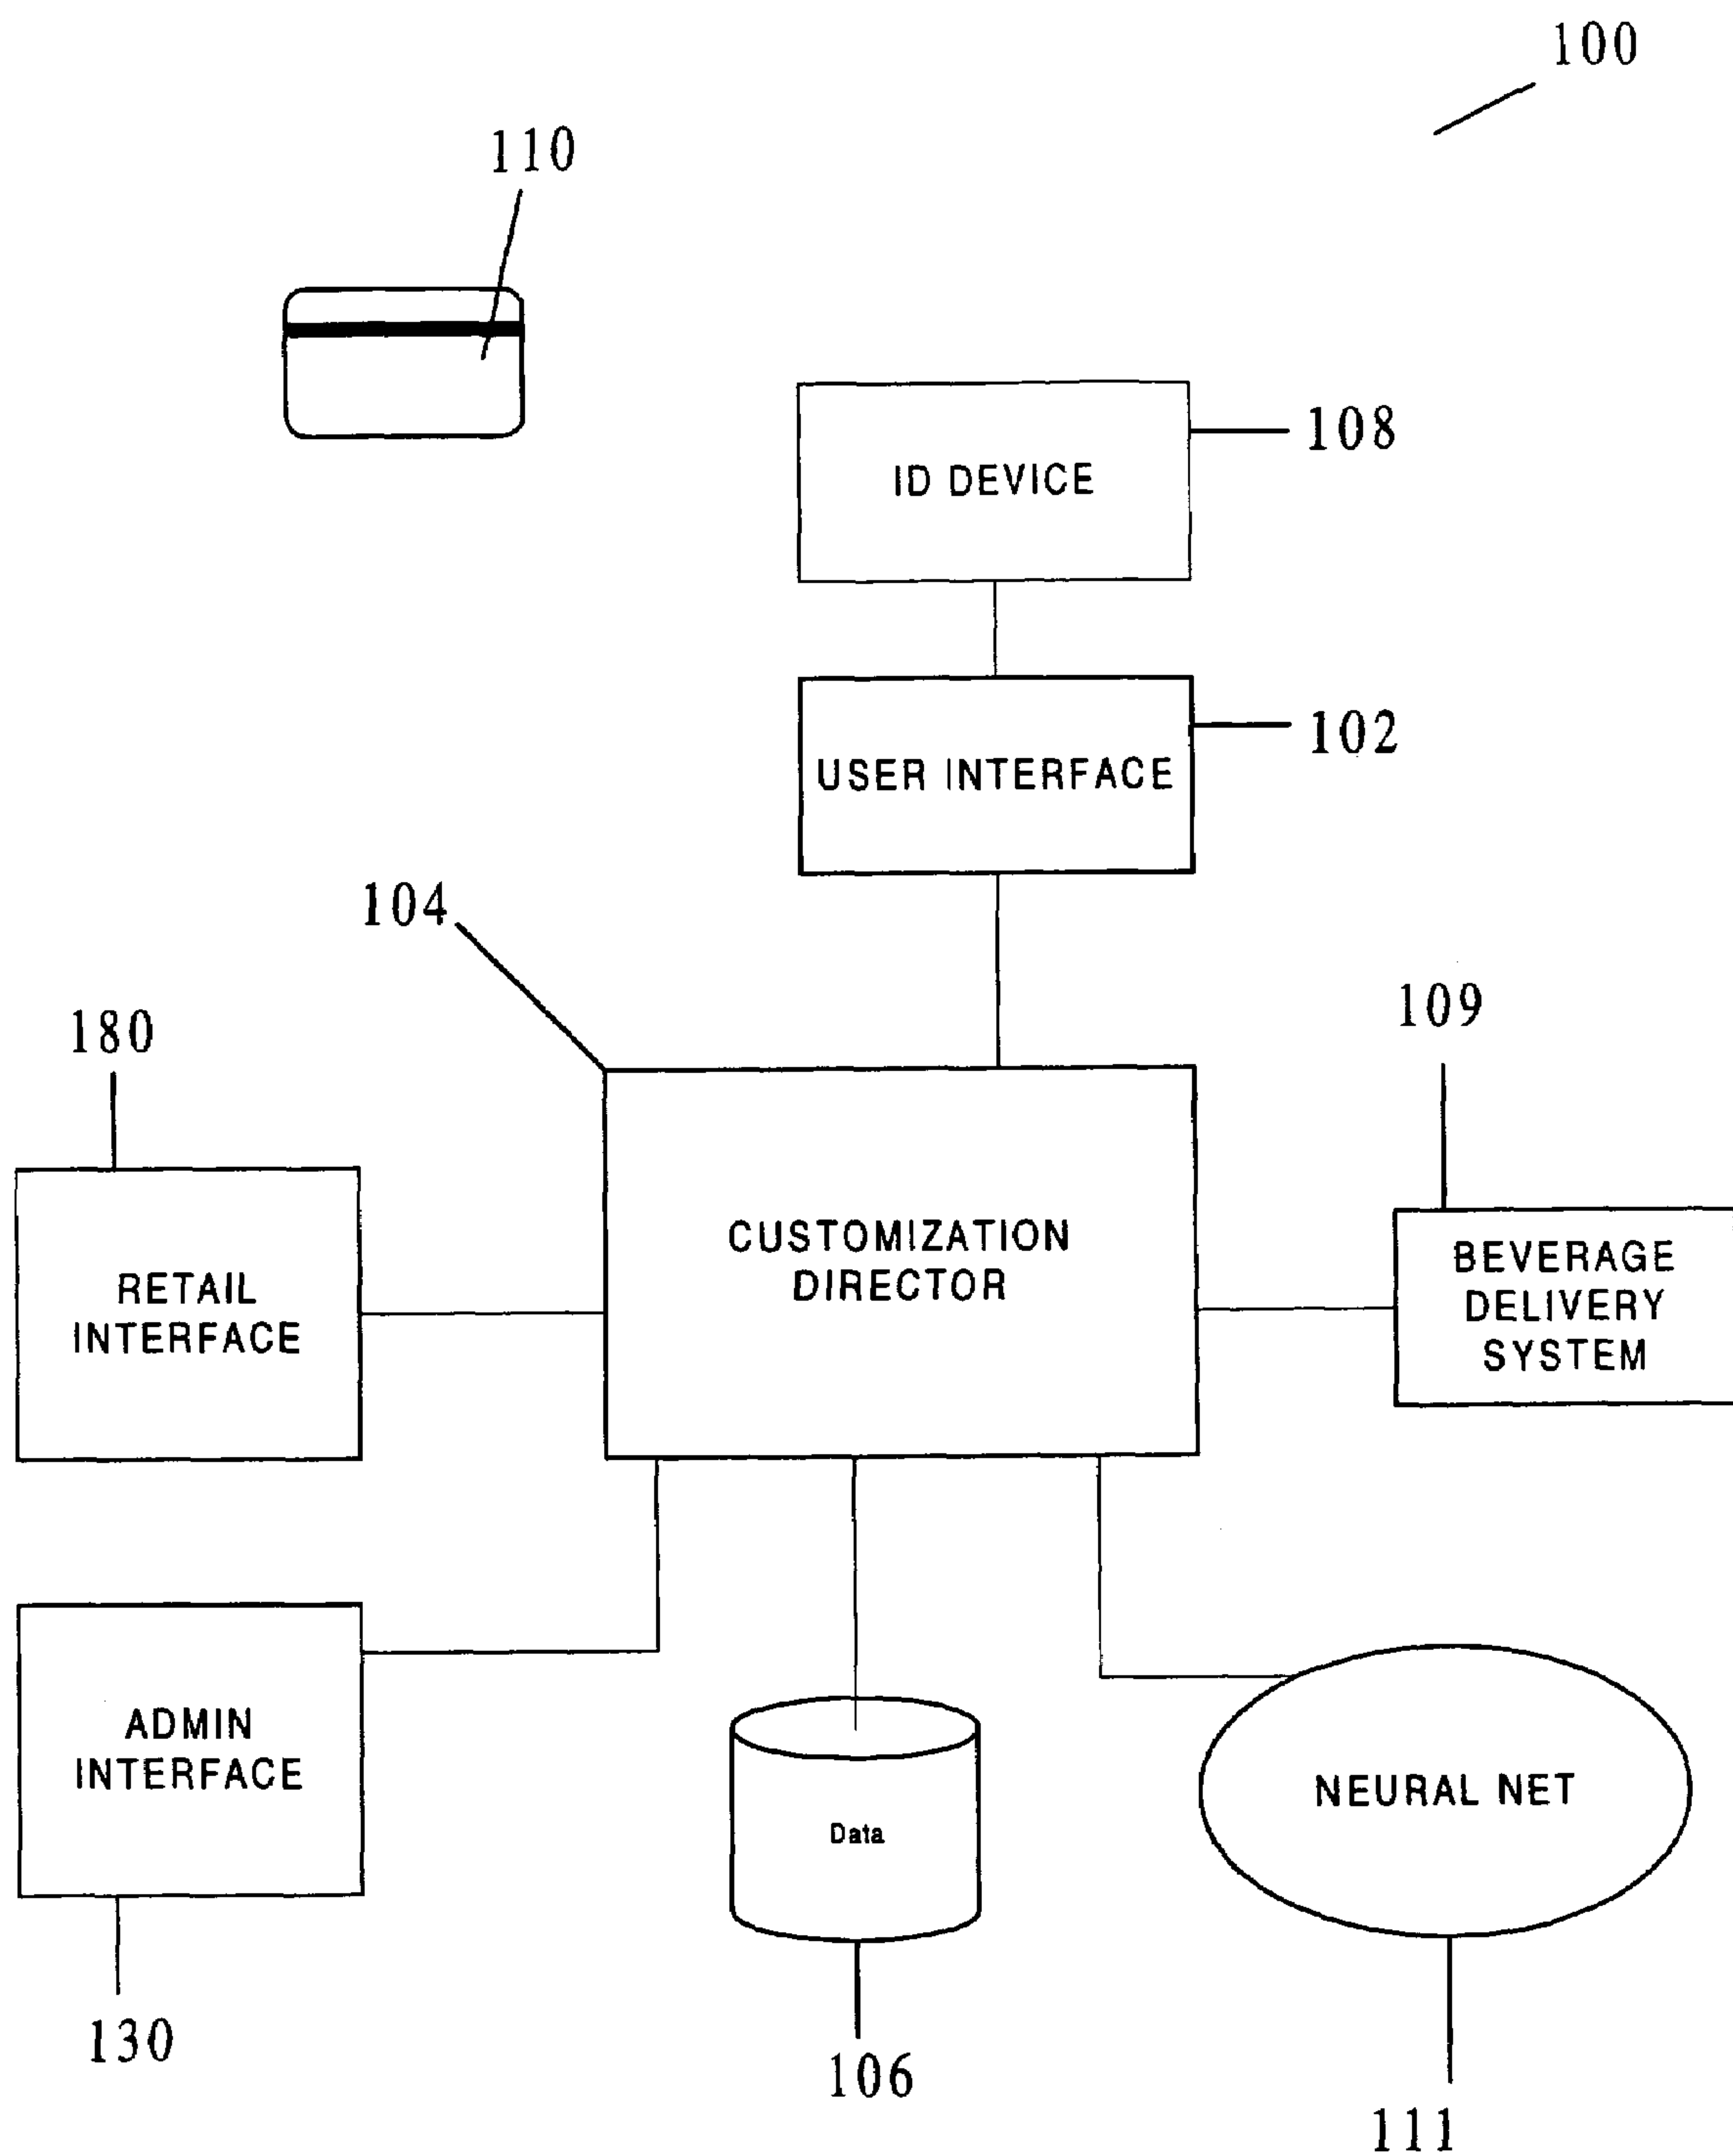 100
110
108
ID DEVICE
102
USER INTERFACE
104
109
180
CUSTOMIZATION
DIRECTOR
BEVERAGE
DELIVERY
SYSTEM
RETAIL
INTERFACE
ADMIN
INTERFACE
Data
NEURAL NET
130
106
111